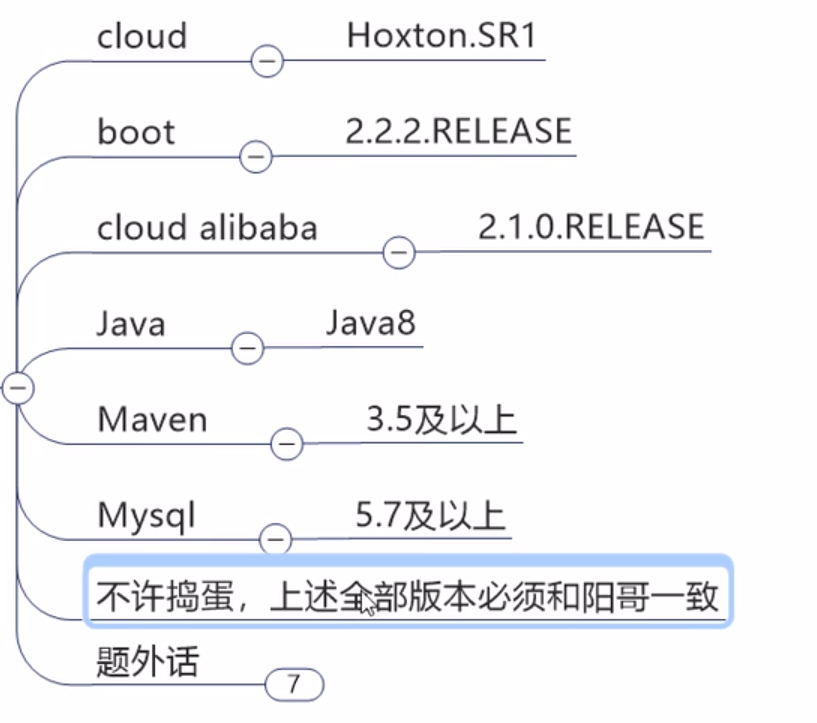 cloud Hoxton.SR1
boot 2.2.2.RELEASE
cloud alibaba 2.1.0.RELEASE
Java Java8
Maven 3.5及以上
Mysql 5.7及以上
不许捣蛋，上述全部版本必须和阳哥一致
题外话 7